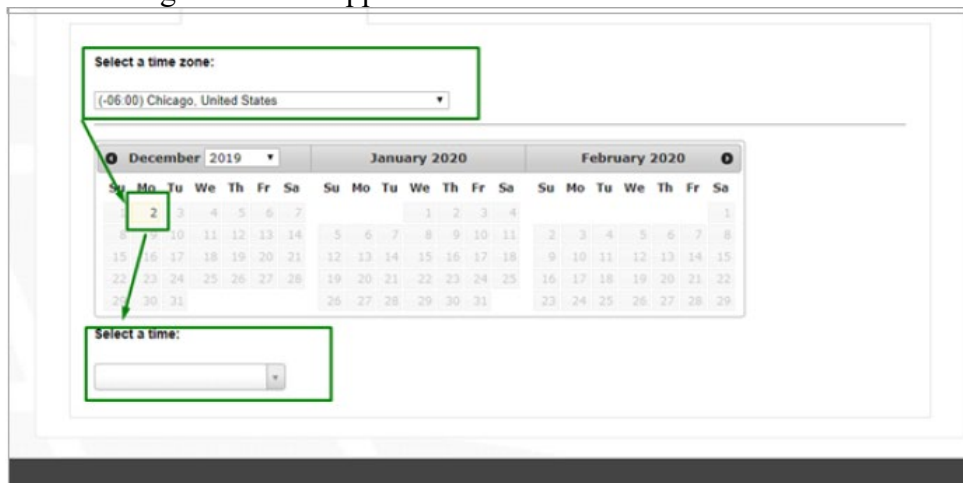 Select a time zone:
(-06:00) Chicago, United States
December 2019 January 2020 February 2020
Su Mo Tu We Th Fr Sa Su Mo Tu We Th Fr Sa Su Mo Tu We Th Fr Sa
1 2 3 4 5 6 7 1 2 3 4 1
8 9 10 11 12 13 14 5 6 7 8 9 10 11 2 3 4 5 6 7 8
15 16 17 18 19 20 21 12 13 14 15 16 17 18 9 10 11 12 13 14 15
22 23 24 25 26 27 28 19 20 21 22 23 24 25 16 17 18 19 20 21 22
29 30 31 26 27 28 29 30 31 23 24 25 26 27 28 29
Select a time: